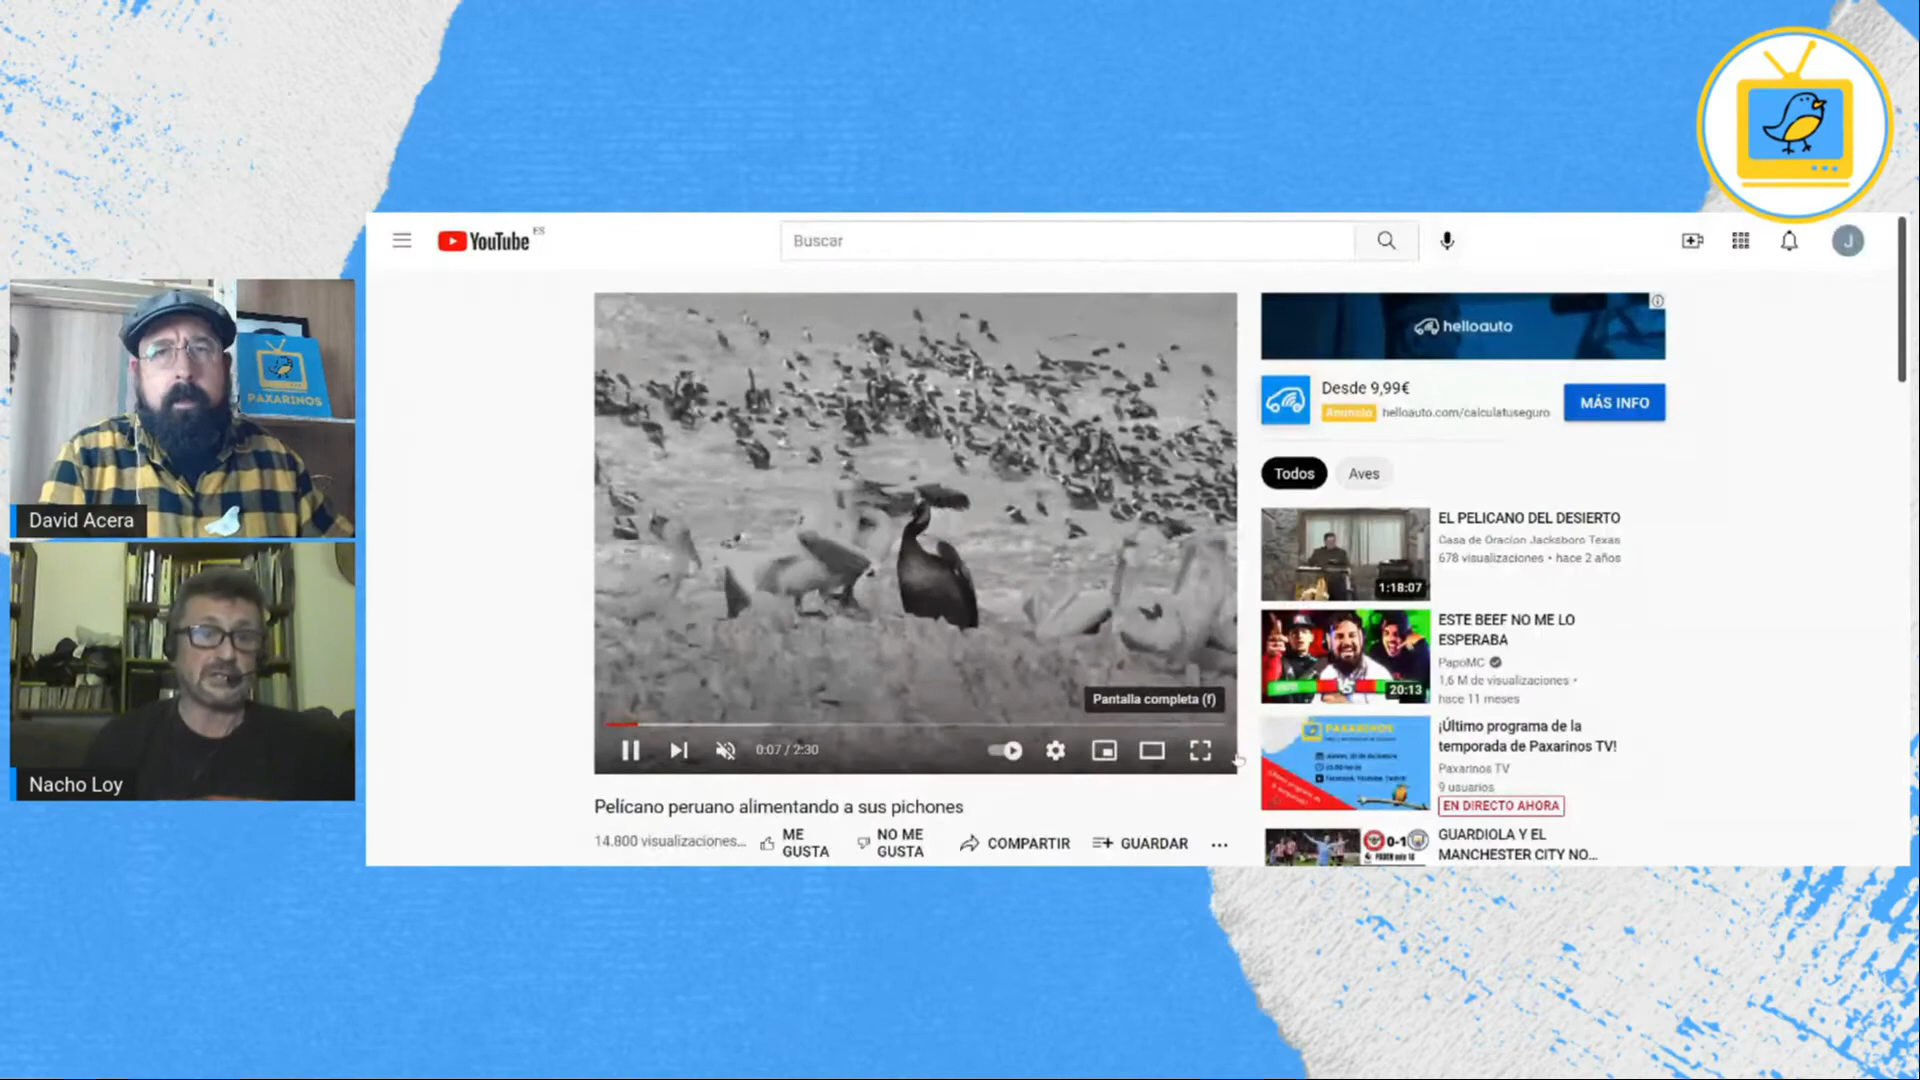 YouTube ES
Buscar
J
PAXARINOS
David Acera
Nacho Loy
Pantalla completa (f)
0:07 / 2:30
Pelícano peruano alimentando a sus pichones
14.800 visualizaciones...
ME GUSTA
NO ME GUSTA
COMPARTIR
GUARDAR
helloauto
Desde 9,99€
Anuncio helloauto.com/calculatuseguro
MÁS INFO
Todos
Aves
1:18:07
EL PELICANO DEL DESIERTO
Casa de Oracion Jacksboro Texas
678 visualizaciones • hace 2 años
20:13
VS
ESTE BEEF NO ME LO
ESPERABA
PapoMC
1,6 M de visualizaciones •
hace 11 meses
PAXARINOS
¡Último programa de la
temporada de Paxarinos TV!
Paxarinos TV
9 usuarios
EN DIRECTO AHORA
0-1
GUARDIOLA Y EL
MANCHESTER CITY NO...